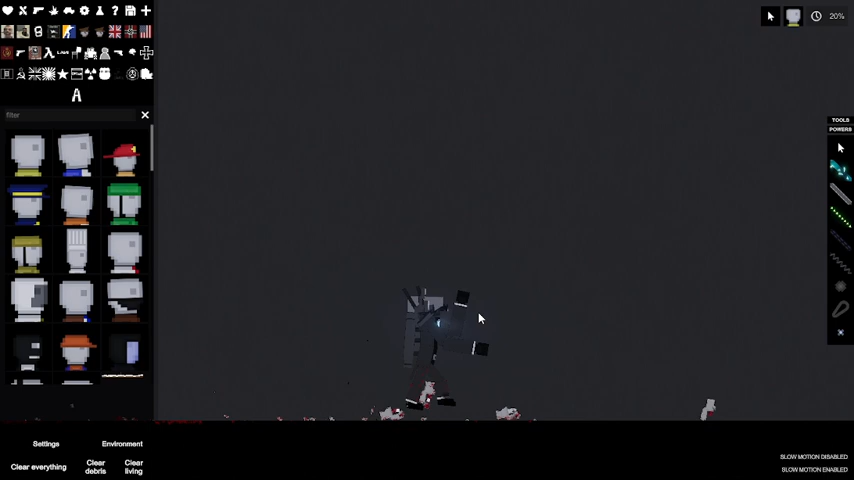 20%
filter
TOOLS
POWERS
Settings
Environment
Clear everything
Clear debris
Clear living
SLOW MOTION DISABLED
SLOW MOTION ENABLED